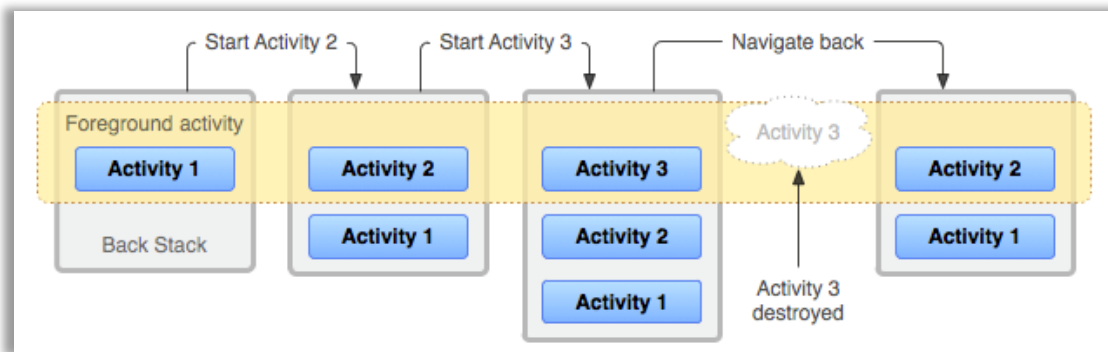 Start Activity 2
Start Activity 3
Navigate back
Foreground activity
Activity 1
Back Stack
Activity 2
Activity 1
Activity 3
Activity 2
Activity 1
Activity 3
Activity 3
destroyed
Activity 2
Activity 1